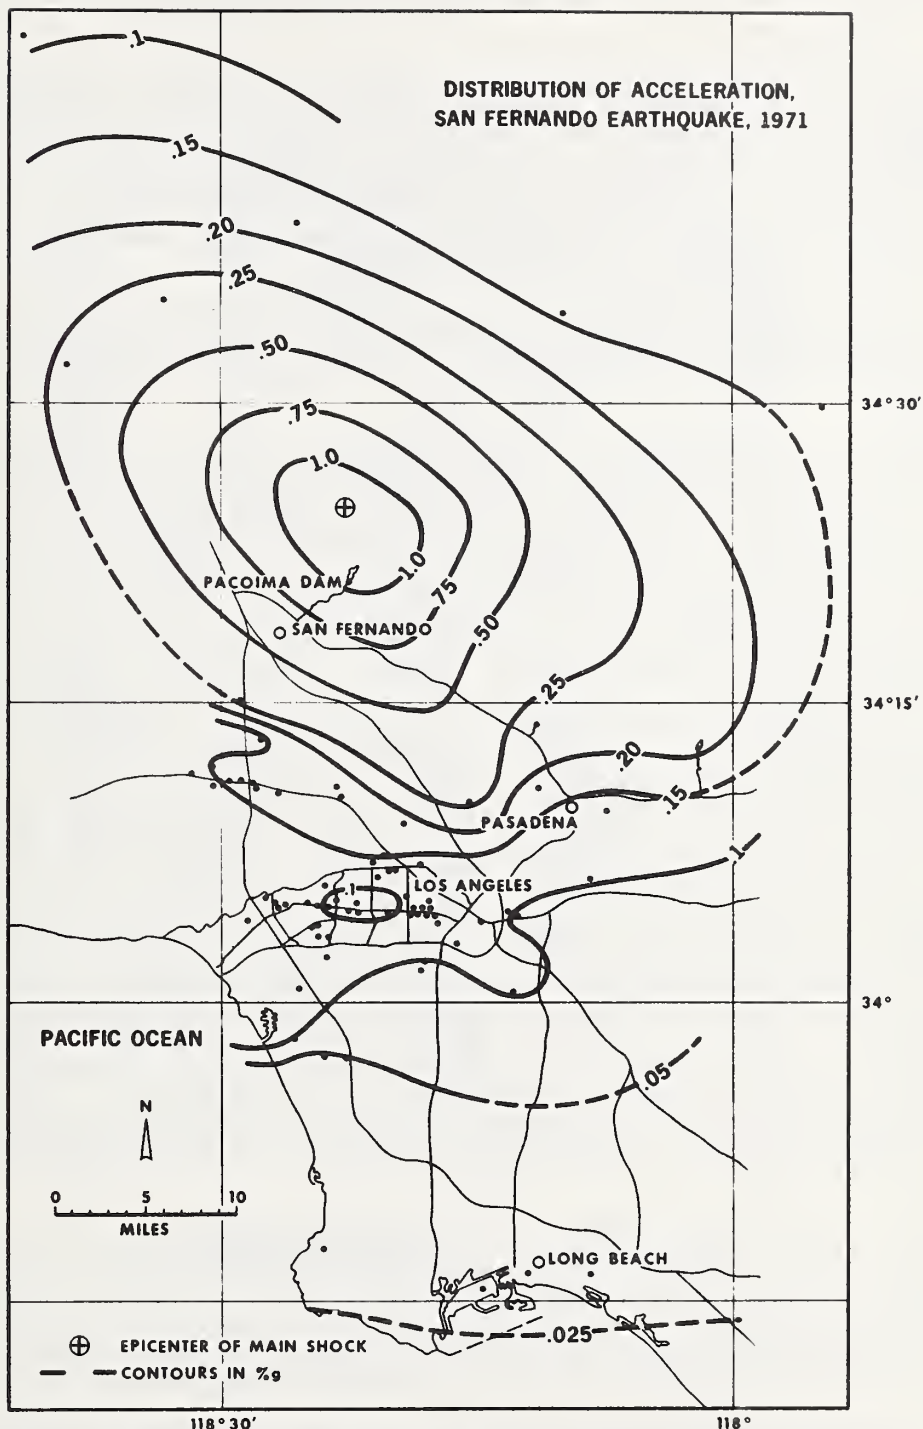 DISTRIBUTION OF ACCELERATION,
SAN FERNANDO EARTHQUAKE, 1971
.1
.15
.20
.25
.50
.75
1.0
34°30'
1.0
PACOIMA DAM
.75
SAN FERNANDO
.50
.25
34°15'
.20
.15
PASADENA
.1
LOS ANGELES
.1
34°
PACIFIC OCEAN
.05
N
0 5 10
MILES
LONG BEACH
.025
EPICENTER OF MAIN SHOCK
CONTOURS IN %g
118°30'
118°